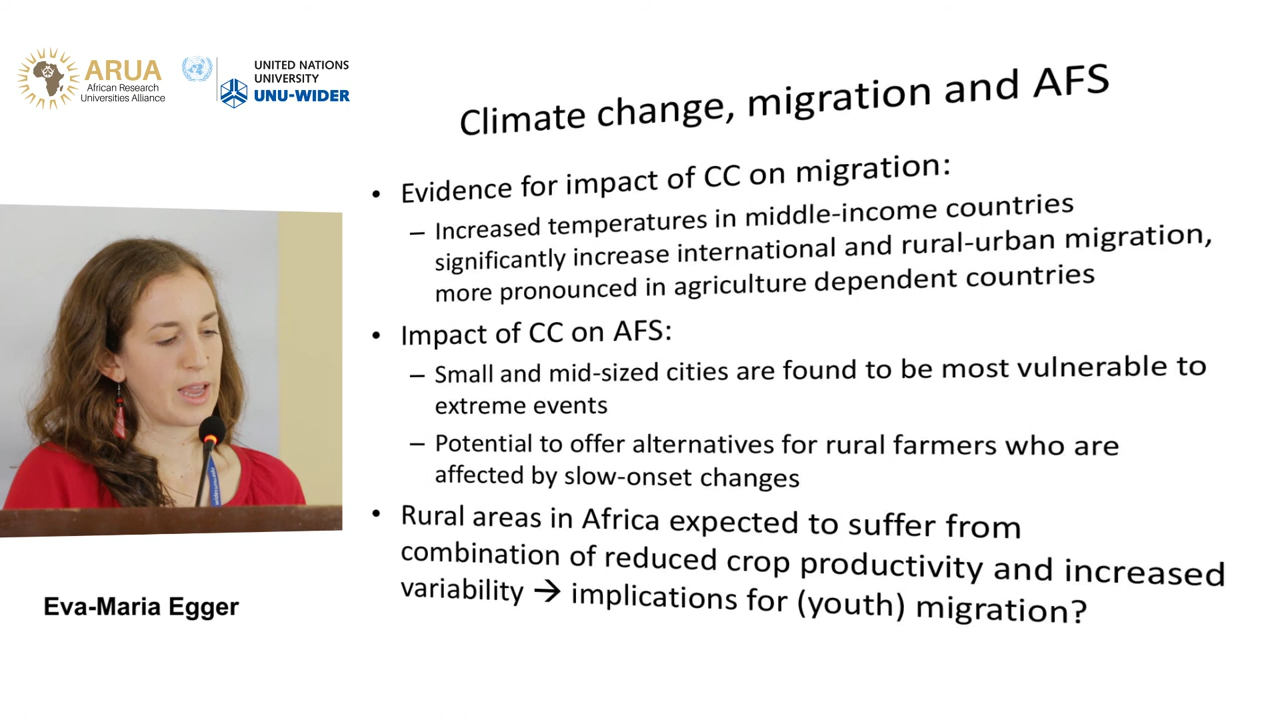 ARUA
African Research
Universities Alliance
UNITED NATIONS
UNIVERSITY
UNU-WIDER
Climate change, migration and AFS
• Evidence for impact of CC on migration:
– Increased temperatures in middle-income countries
significantly increase international and rural-urban migration,
more pronounced in agriculture dependent countries
• Impact of CC on AFS:
– Small and mid-sized cities are found to be most vulnerable to
extreme events
– Potential to offer alternatives for rural farmers who are
affected by slow-onset changes
• Rural areas in Africa expected to suffer from
combination of reduced crop productivity and increased
variability → implications for (youth) migration?
Eva-Maria Egger